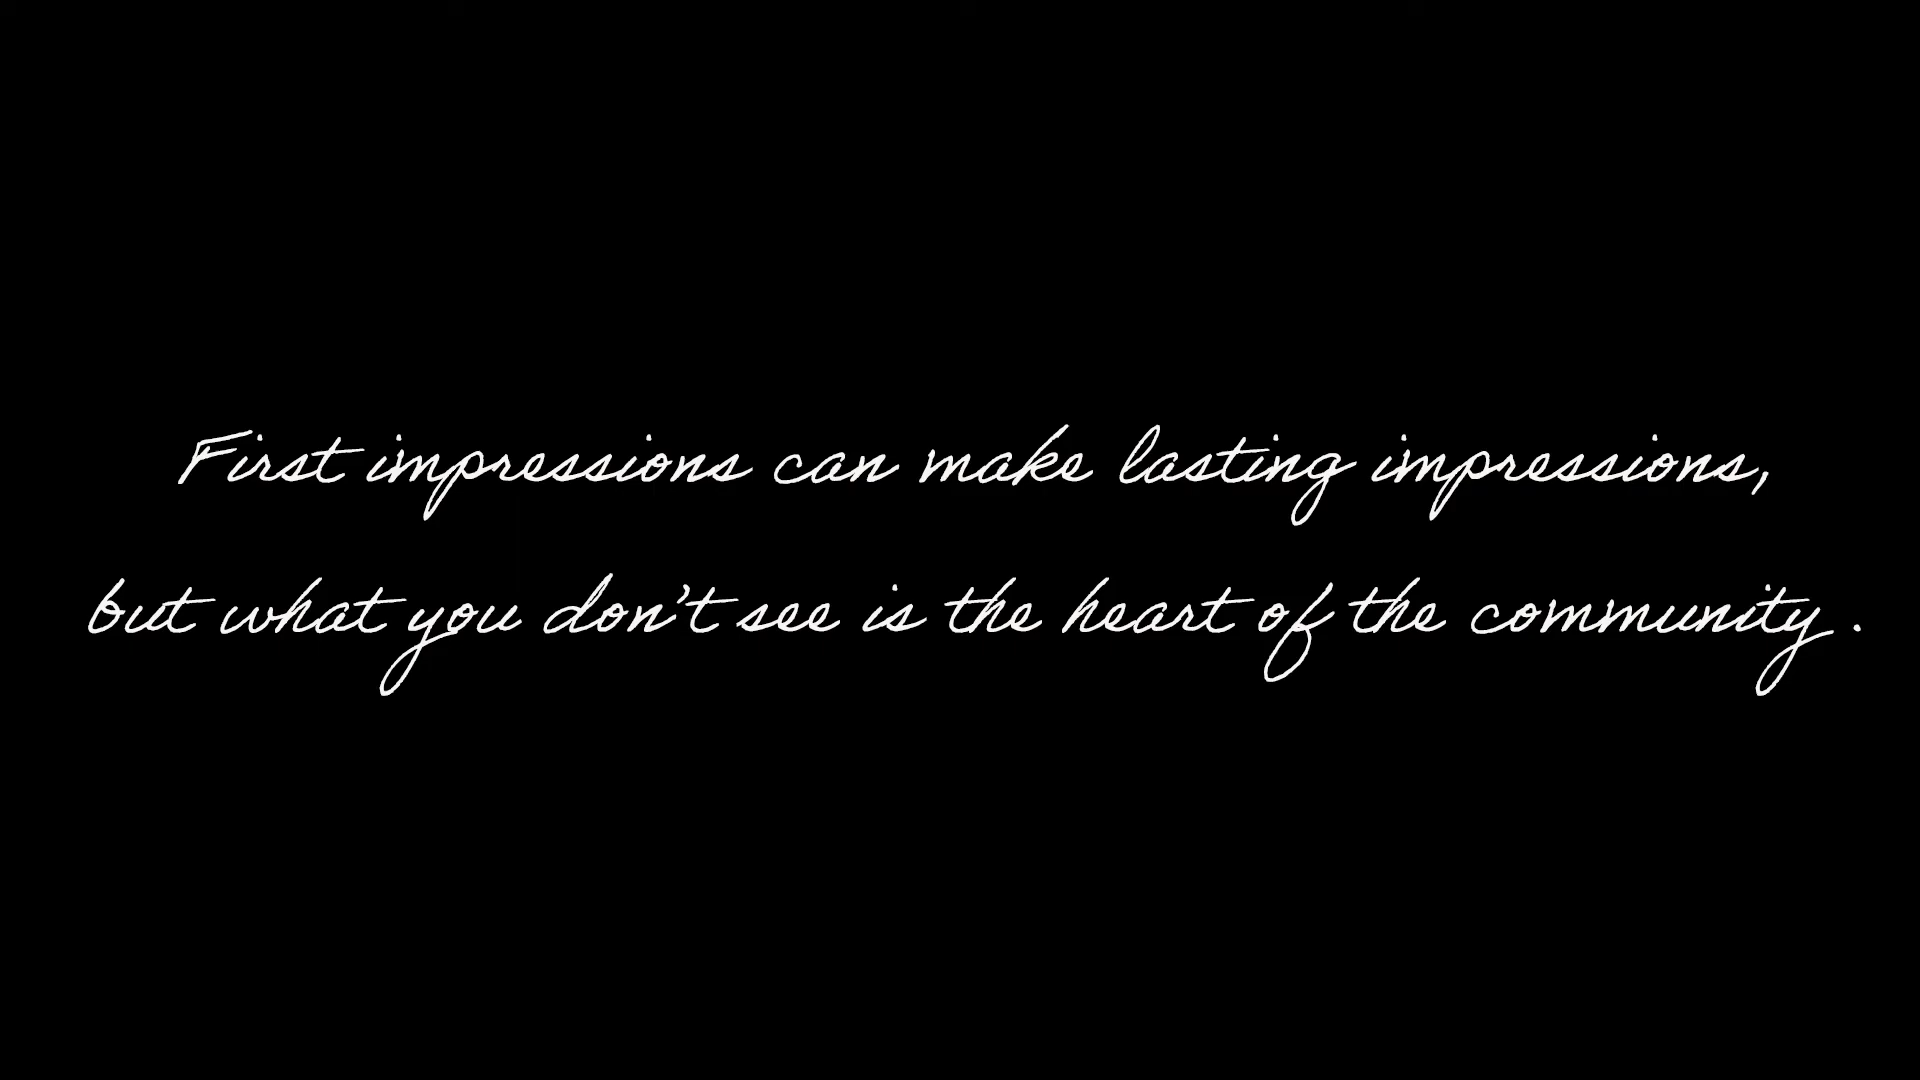 First impressions can make lasting impressions,
but what you don't see is the heart of the community .